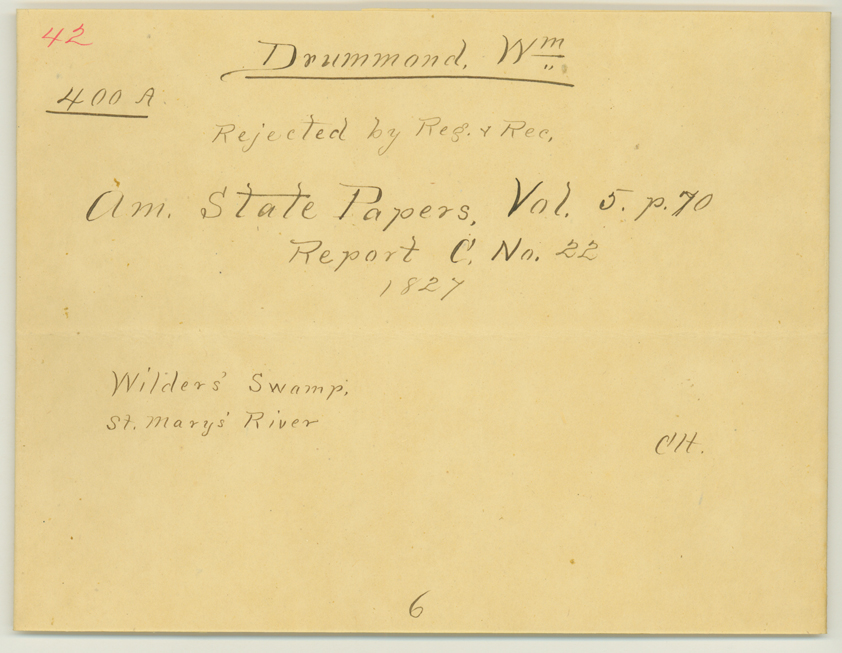 42
Drummond, Wm
400 A.
Rejected by Reg. & Rec.
Am. State Papers, Vol. 5. p. 70
Report C. No. 22
1827
Wilders' Swamp,
St. Marys' River
CH.
6